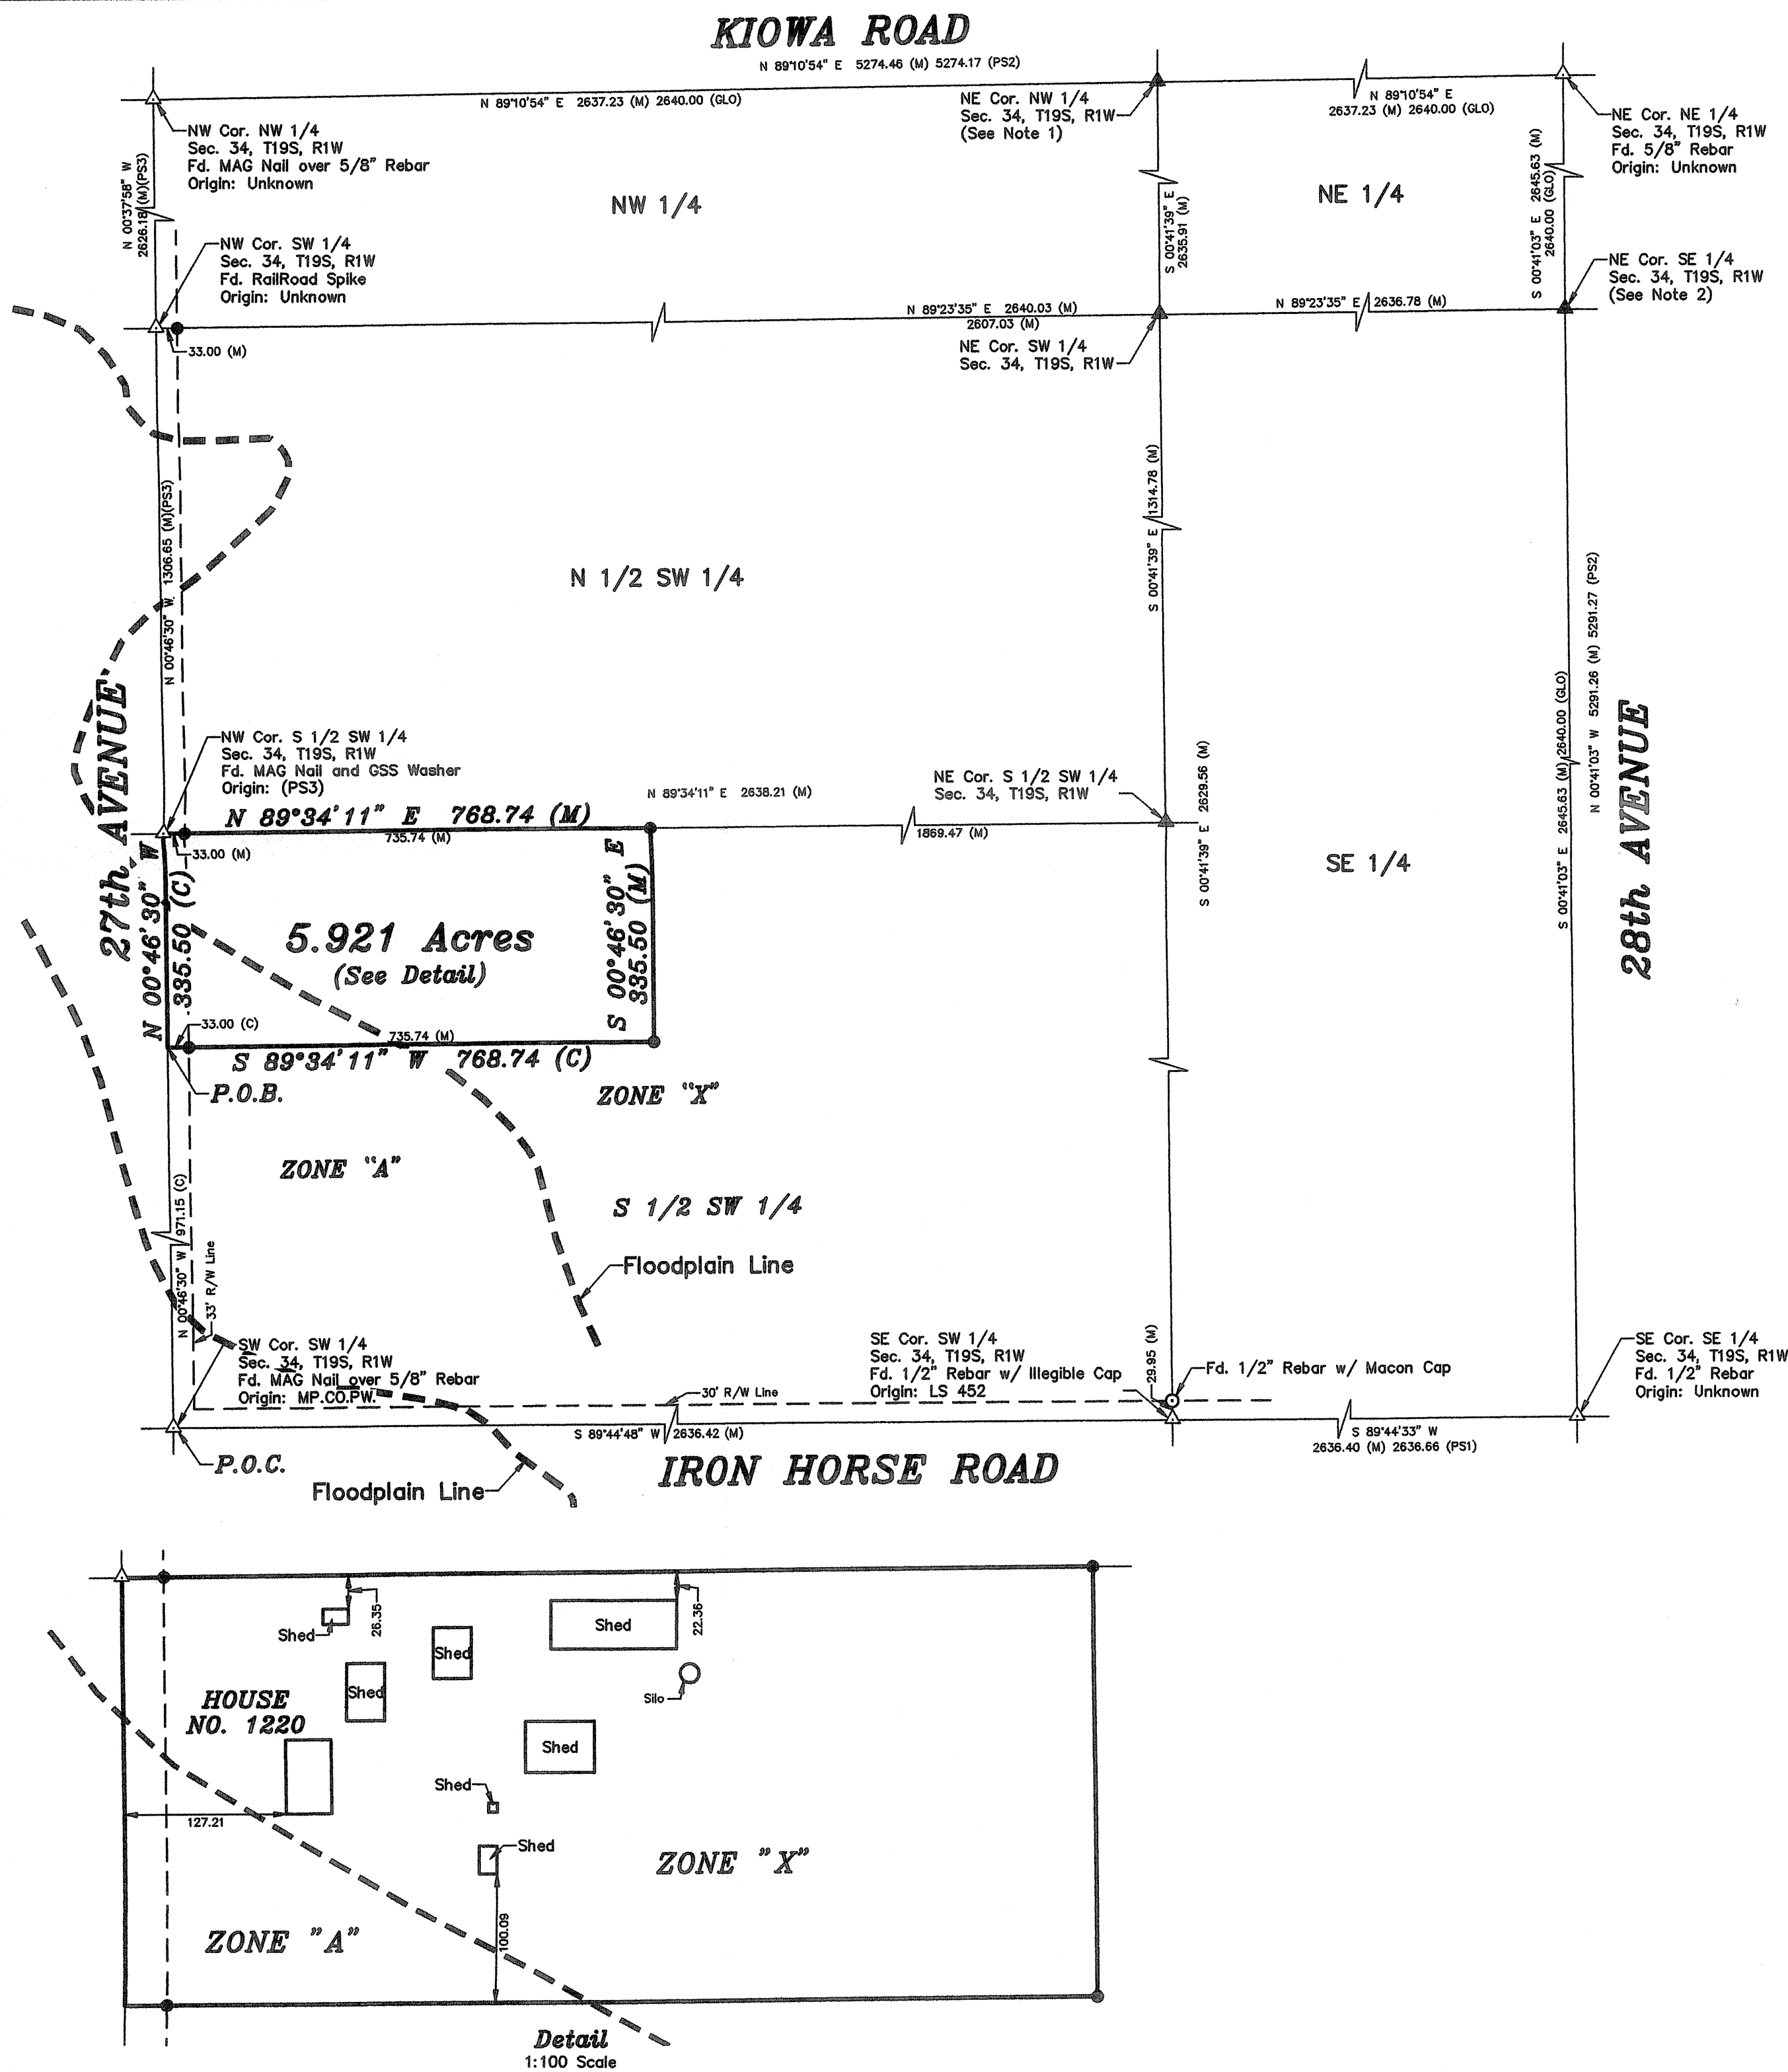 KIOWA ROAD
N 89°10'54" E 5274.46 (M) 5274.17 (PS2)
N 89°10'54" E 2637.23 (M) 2640.00 (GLO)
N 89°10'54" E
2637.23 (M) 2640.00 (GLO)
NW Cor. NW 1/4
Sec. 34, T19S, R1W
Fd. MAG Nail over 5/8" Rebar
Origin: Unknown
NE Cor. NW 1/4
Sec. 34, T19S, R1W
(See Note 1)
NE Cor. NE 1/4
Sec. 34, T19S, R1W
Fd. 5/8" Rebar
Origin: Unknown
N 00°37'58" W
2626.18 (M)(PS3)
NW 1/4
NE 1/4
S 00°41'39" E
2635.91 (M)
S 00°41'03" E 2645.63 (M)
2640.00 (GLO)
NW Cor. SW 1/4
Sec. 34, T19S, R1W
Fd. RailRoad Spike
Origin: Unknown
NE Cor. SE 1/4
Sec. 34, T19S, R1W
(See Note 2)
N 89°23'35" E 2640.03 (M)
2607.03 (M)
N 89°23'35" E 2636.78 (M)
33.00 (M)
NE Cor. SW 1/4
Sec. 34, T19S, R1W
N 00°46'30" W 1306.65 (M)(PS3)
N 1/2 SW 1/4
S 00°41'39" E 1314.78 (M)
N 00°41'03" W 5291.26 (M) 5291.27 (PS2)
27th AVENUE
28th AVENUE
NW Cor. S 1/2 SW 1/4
Sec. 34, T19S, R1W
Fd. MAG Nail and GSS Washer
Origin: (PS3)
NE Cor. S 1/2 SW 1/4
Sec. 34, T19S, R1W
N 89°34'11" E 768.74 (M)
735.74 (M)
N 89°34'11" E 2638.21 (M)
1869.47 (M)
33.00 (M)
S 00°41'39" E 2629.56 (M)
S 00°41'03" E 2645.63 (M) 2640.00 (GLO)
SE 1/4
N 00°46'30" W
335.50 (C)
5.921 Acres
(See Detail)
S 00°46'30" E
335.50 (M)
33.00 (C)
735.74 (M)
S 89°34'11" W 768.74 (C)
P.O.B.
ZONE "X"
ZONE "A"
S 1/2 SW 1/4
N 00°46'30" W 971.15 (C)
33' R/W Line
Floodplain Line
SW Cor. SW 1/4
Sec. 34, T19S, R1W
Fd. MAG Nail over 5/8" Rebar
Origin: MP.CO.PW.
SE Cor. SW 1/4
Sec. 34, T19S, R1W
Fd. 1/2" Rebar w/ Illegible Cap
Origin: LS 452
29.95 (M)
Fd. 1/2" Rebar w/ Macon Cap
SE Cor. SE 1/4
Sec. 34, T19S, R1W
Fd. 1/2" Rebar
Origin: Unknown
30' R/W Line
S 89°44'48" W 2636.42 (M)
S 89°44'33" W
2636.40 (M) 2636.66 (PS1)
P.O.C.
IRON HORSE ROAD
Floodplain Line
26.35
22.36
Shed
Shed
Shed
Shed
Silo
HOUSE
NO. 1220
Shed
Shed
127.21
Shed
ZONE "X"
100.09
ZONE "A"
Detail
1:100 Scale